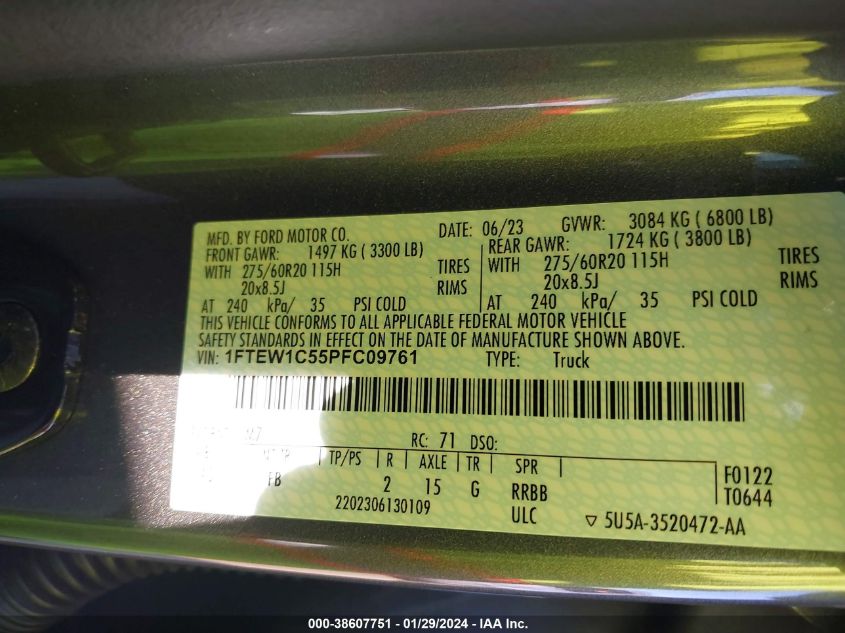 MFD. BY FORD MOTOR CO. DATE: 06/23 GVWR: 3084 KG ( 6800 LB)
FRONT GAWR: 1497 KG ( 3300 LB) REAR GAWR: 1724 KG ( 3800 LB)
WITH 275/60R20 115H TIRES WITH 275/60R20 115H TIRES
20x8.5J RIMS 20x8.5J RIMS
AT 240 kPa/ 35 PSI COLD AT 240 kPa/ 35 PSI COLD
THIS VEHICLE CONFORMS TO ALL APPLICABLE FEDERAL MOTOR VEHICLE
SAFETY STANDARDS IN EFFECT ON THE DATE OF MANUFACTURE SHOWN ABOVE.
VIN: 1FTEW1C55PFC09761 TYPE: Truck
RC: 71 DSO:
TP/PS R AXLE TR SPR F0122
FB 2 15 G RRBB T0644
2202306130109 ULC ▽ 5U5A-3520472-AA
000-38607751 — 01/29/2024 - IAA Inc.